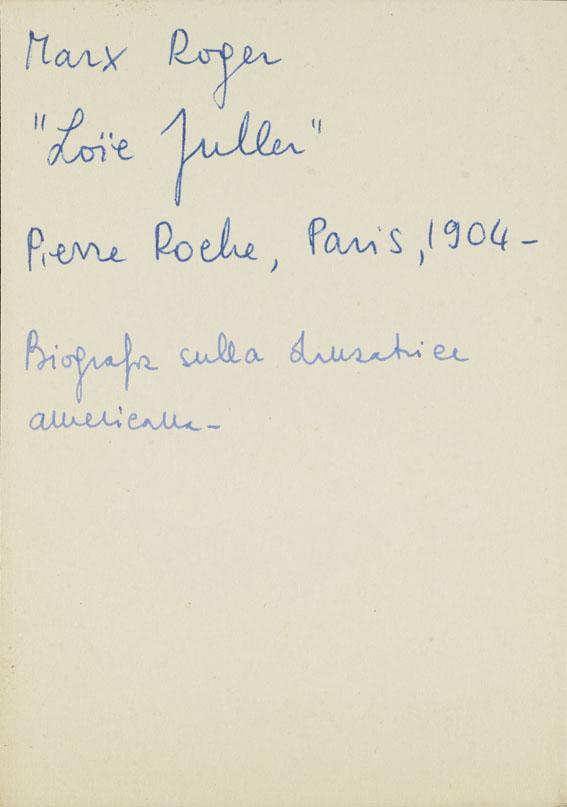 Marx Roger
"Loïe Fuller"
Pierre Roche, Paris, 1904-
Biografia sulla danzatrice
americana-